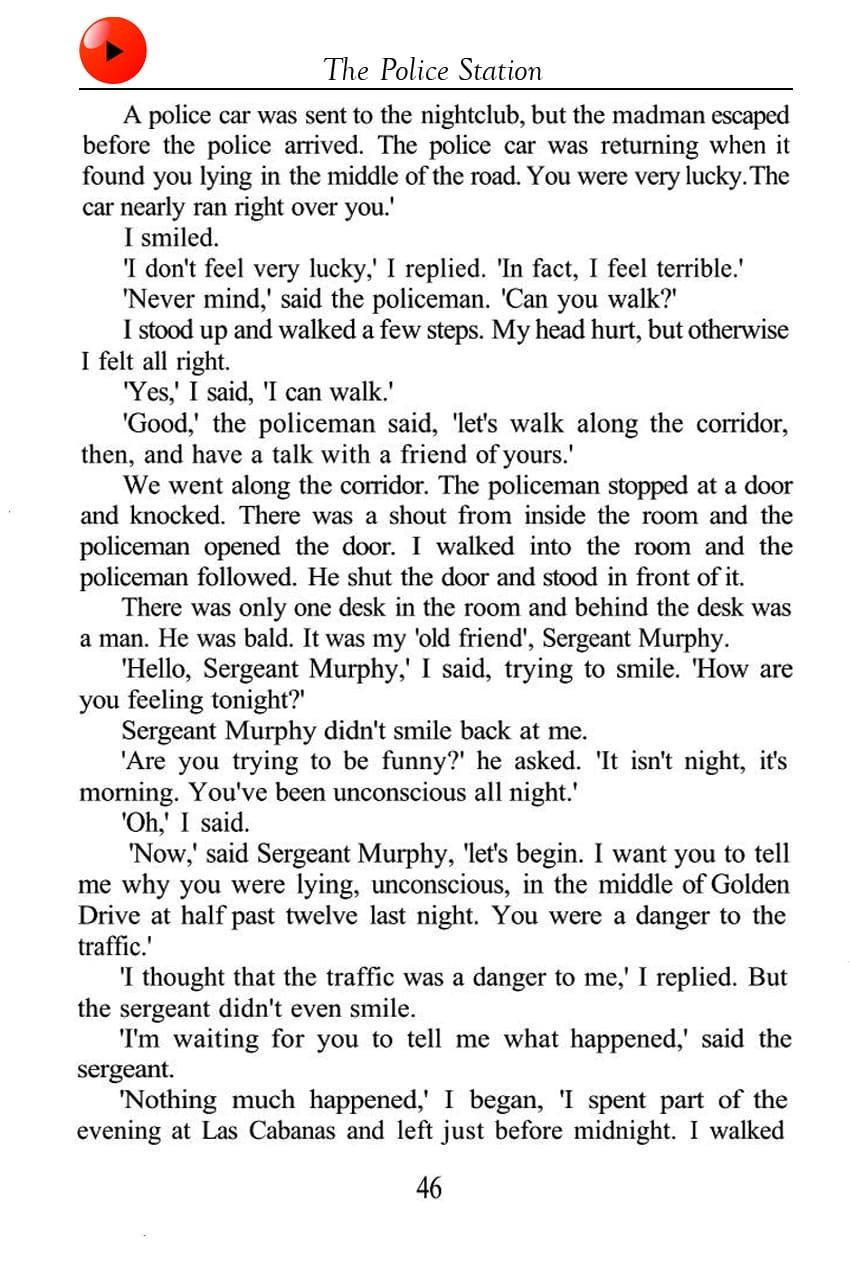 The Police Station
A police car was sent to the nightclub, but the madman escaped
before the police arrived. The police car was returning when it
found you lying in the middle of the road. You were very lucky. The
car nearly ran right over you.'
I smiled.
'I don't feel very lucky,' I replied. 'In fact, I feel terrible.'
'Never mind,' said the policeman. 'Can you walk?'
I stood up and walked a few steps. My head hurt, but otherwise
I felt all right.
'Yes,' I said, 'I can walk.'
'Good,' the policeman said, 'let's walk along the corridor,
then, and have a talk with a friend of yours.'
We went along the corridor. The policeman stopped at a door
and knocked. There was a shout from inside the room and the
policeman opened the door. I walked into the room and the
policeman followed. He shut the door and stood in front of it.
There was only one desk in the room and behind the desk was
a man. He was bald. It was my 'old friend', Sergeant Murphy.
'Hello, Sergeant Murphy,' I said, trying to smile. 'How are
you feeling tonight?'
Sergeant Murphy didn't smile back at me.
'Are you trying to be funny?' he asked. 'It isn't night, it's
morning. You've been unconscious all night.'
'Oh,' I said.
'Now,' said Sergeant Murphy, 'let's begin. I want you to tell
me why you were lying, unconscious, in the middle of Golden
Drive at half past twelve last night. You were a danger to the
traffic.'
'I thought that the traffic was a danger to me,' I replied. But
the sergeant didn't even smile.
'I'm waiting for you to tell me what happened,' said the
sergeant.
'Nothing much happened,' I began, 'I spent part of the
evening at Las Cabanas and left just before midnight. I walked
46